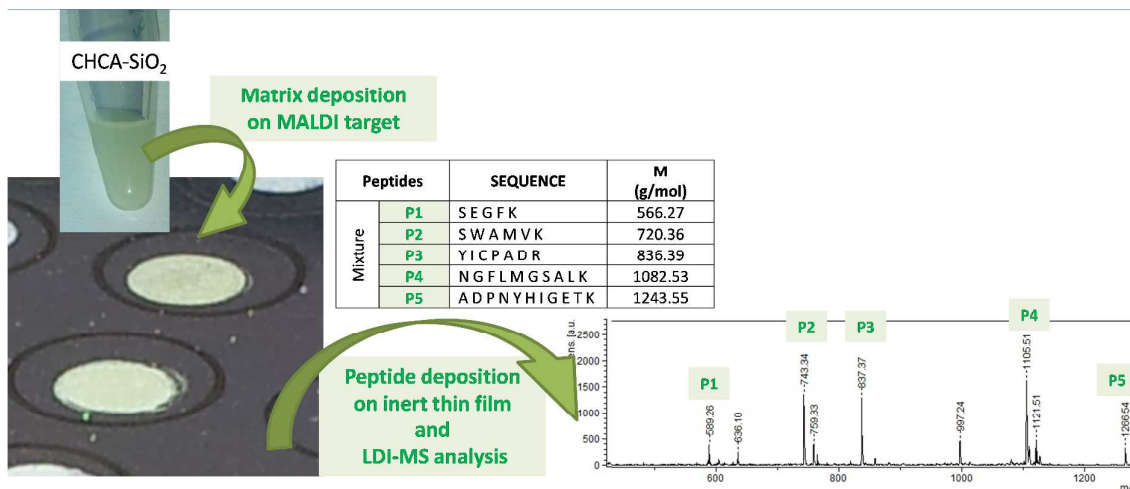 CHCA-SiO₂
Matrix deposition
on MALDI target
Peptides SEQUENCE M
(g/mol)
Mixture
P1 S E G F K 566.27
P2 S W A M V K 720.36
P3 Y I C P A D R 836.39
P4 N G F L M G S A L K 1082.53
P5 A D P N Y H I G E T K 1243.55
Peptide deposition
on inert thin film
and
LDI-MS analysis
ens. [a.u.
2500
2000
1500
1000
500
0
P1
P2
P3
P4
P5
589.26
636.10
743.34
759.33
837.37
997.24
1105.51
1121.51
1266.54
600
800
1000
1200